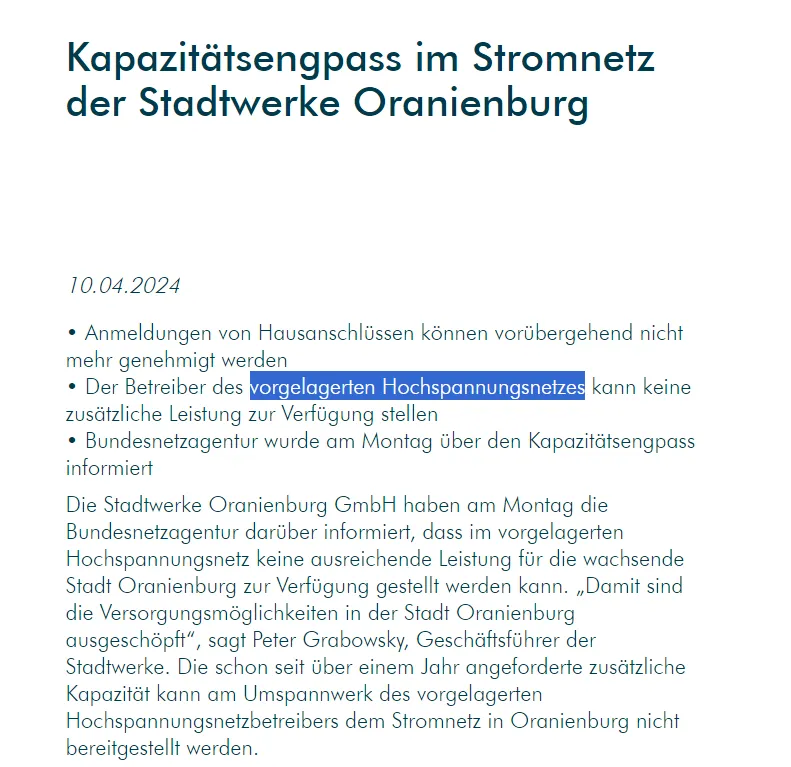 Kapazitätsengpass im Stromnetz
der Stadtwerke Oranienburg
10.04.2024
• Anmeldungen von Hausanschlüssen können vorübergehend nicht
mehr genehmigt werden
• Der Betreiber des vorgelagerten Hochspannungsnetzes kann keine
zusätzliche Leistung zur Verfügung stellen
• Bundesnetzagentur wurde am Montag über den Kapazitätsengpass
informiert
Die Stadtwerke Oranienburg GmbH haben am Montag die
Bundesnetzagentur darüber informiert, dass im vorgelagerten
Hochspannungsnetz keine ausreichende Leistung für die wachsende
Stadt Oranienburg zur Verfügung gestellt werden kann. „Damit sind
die Versorgungsmöglichkeiten in der Stadt Oranienburg
ausgeschöpft“, sagt Peter Grabowsky, Geschäftsführer der
Stadtwerke. Die schon seit über einem Jahr angeforderte zusätzliche
Kapazität kann am Umspannwerk des vorgelagerten
Hochspannungsnetzbetreibers dem Stromnetz in Oranienburg nicht
bereitgestellt werden.